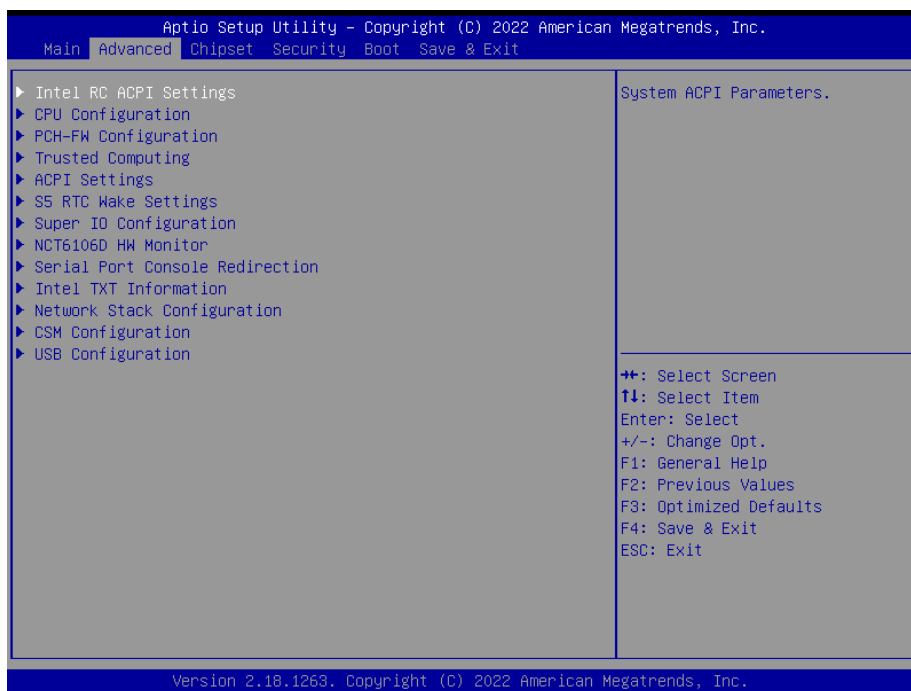 Aptio Setup Utility – Copyright (C) 2022 American Megatrends, Inc.
Main Advanced Chipset Security Boot Save & Exit
▶ Intel RC ACPI Settings
▶ CPU Configuration
▶ PCH-FW Configuration
▶ Trusted Computing
▶ ACPI Settings
▶ S5 RTC Wake Settings
▶ Super IO Configuration
▶ NCT6106D HW Monitor
▶ Serial Port Console Redirection
▶ Intel TXT Information
▶ Network Stack Configuration
▶ CSM Configuration
▶ USB Configuration
System ACPI Parameters.
→←: Select Screen
↑↓: Select Item
Enter: Select
+/-: Change Opt.
F1: General Help
F2: Previous Values
F3: Optimized Defaults
F4: Save & Exit
ESC: Exit
Version 2.18.1263. Copyright (C) 2022 American Megatrends, Inc.